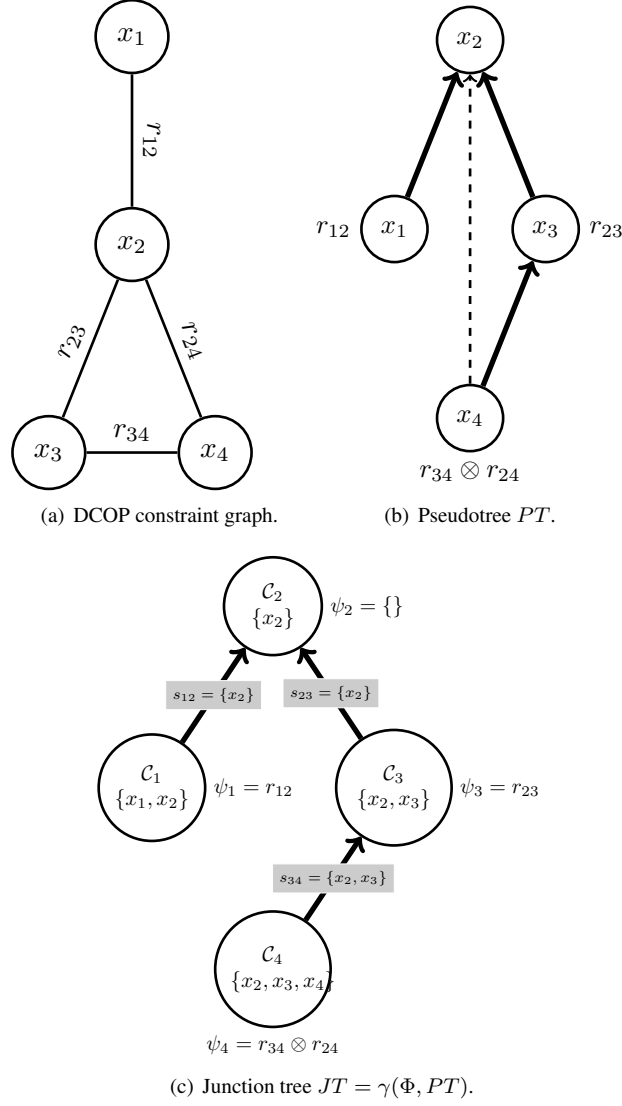 x₁
r₁₂
x₂
r₂₃
r₂₄
x₃
r₃₄
x₄
(a) DCOP constraint graph.
x₂
r₁₂
x₁
x₃
r₂₃
x₄
r₃₄ ⊗ r₂₄
(b) Pseudotree PT.
𝒞₂
{x₂}
ψ₂ = {}
s₁₂ = {x₂}
s₂₃ = {x₂}
𝒞₁
{x₁, x₂}
ψ₁ = r₁₂
𝒞₃
{x₂, x₃}
ψ₃ = r₂₃
s₃₄ = {x₂, x₃}
𝒞₄
{x₂, x₃, x₄}
ψ₄ = r₃₄ ⊗ r₂₄
(c) Junction tree JT = γ(Φ, PT).